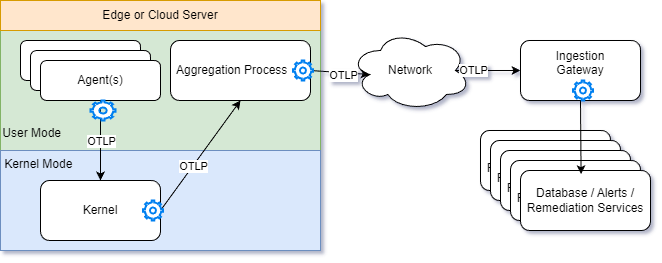 Edge or Cloud Server
Agent(s)
Aggregation Process
User Mode
OTLP
Kernel Mode
OTLP
Kernel
OTLP
Network
OTLP
Ingestion
Gateway
Database / Alerts /
Remediation Services